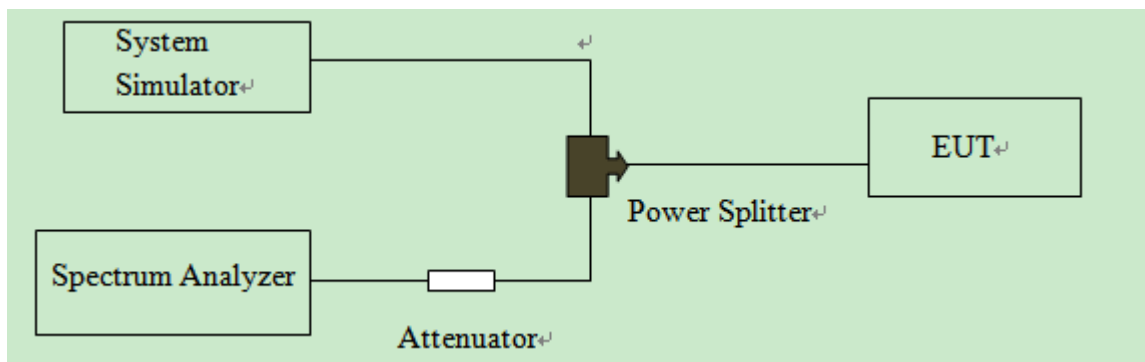 System
Simulator↵
↵
EUT↵
Power Splitter↵
Spectrum Analyzer
Attenuator↵